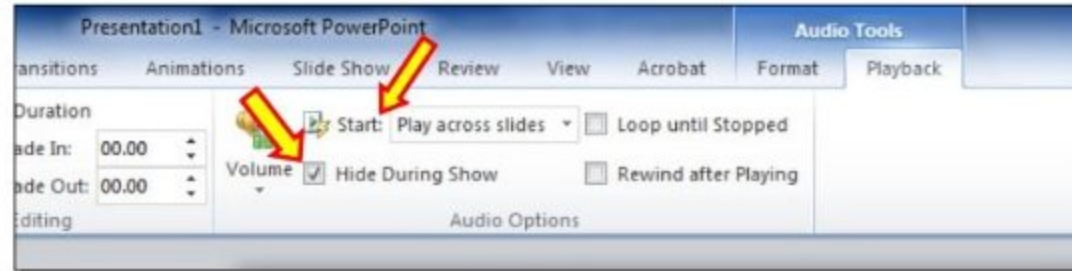 Presentation1 - Microsoft PowerPoint Audio Tools
ansitions Animations Slide Show Review View Acrobat Format Playback
Duration
ade In: 00.00 Start: Play across slides Loop until Stopped
ade Out: 00.00 Volume Hide During Show Rewind after Playing
Editing Audio Options